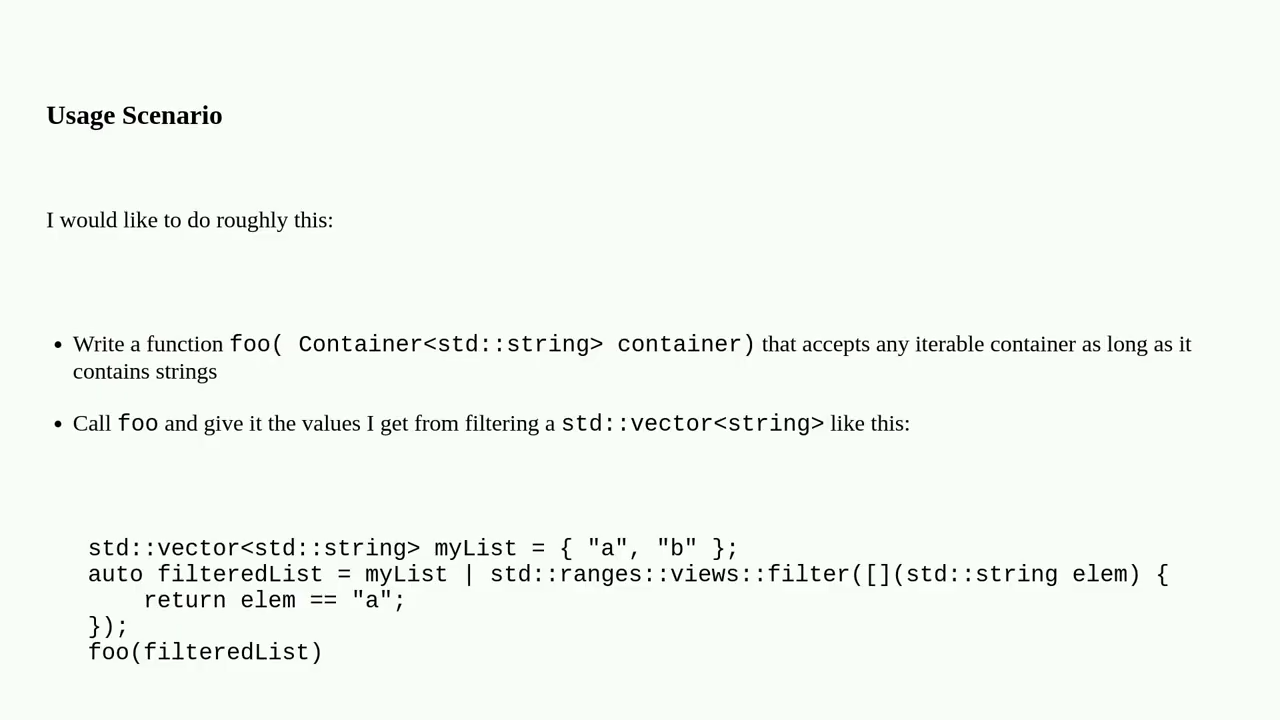 Usage Scenario
I would like to do roughly this:
• Write a function foo( Container<std::string> container) that accepts any iterable container as long as it
contains strings
• Call foo and give it the values I get from filtering a std::vector<string> like this:
std::vector<std::string> myList = { "a", "b" };
auto filteredList = myList | std::ranges::views::filter([](std::string elem) {
    return elem == "a";
});
foo(filteredList)